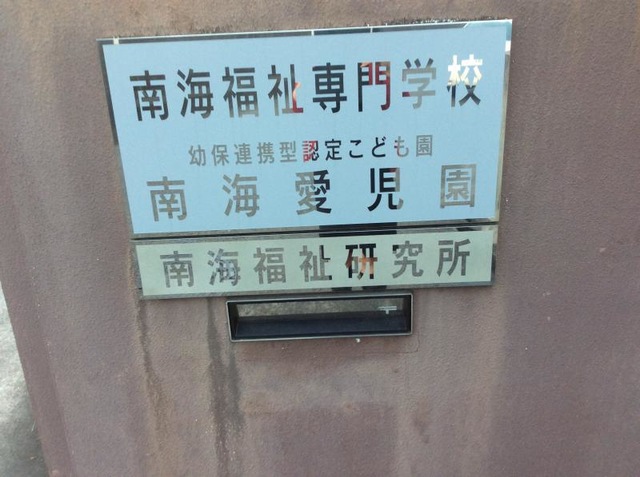 南海福祉専門学校
幼保連携型認定こども園
南海愛児園
南海福祉研究所